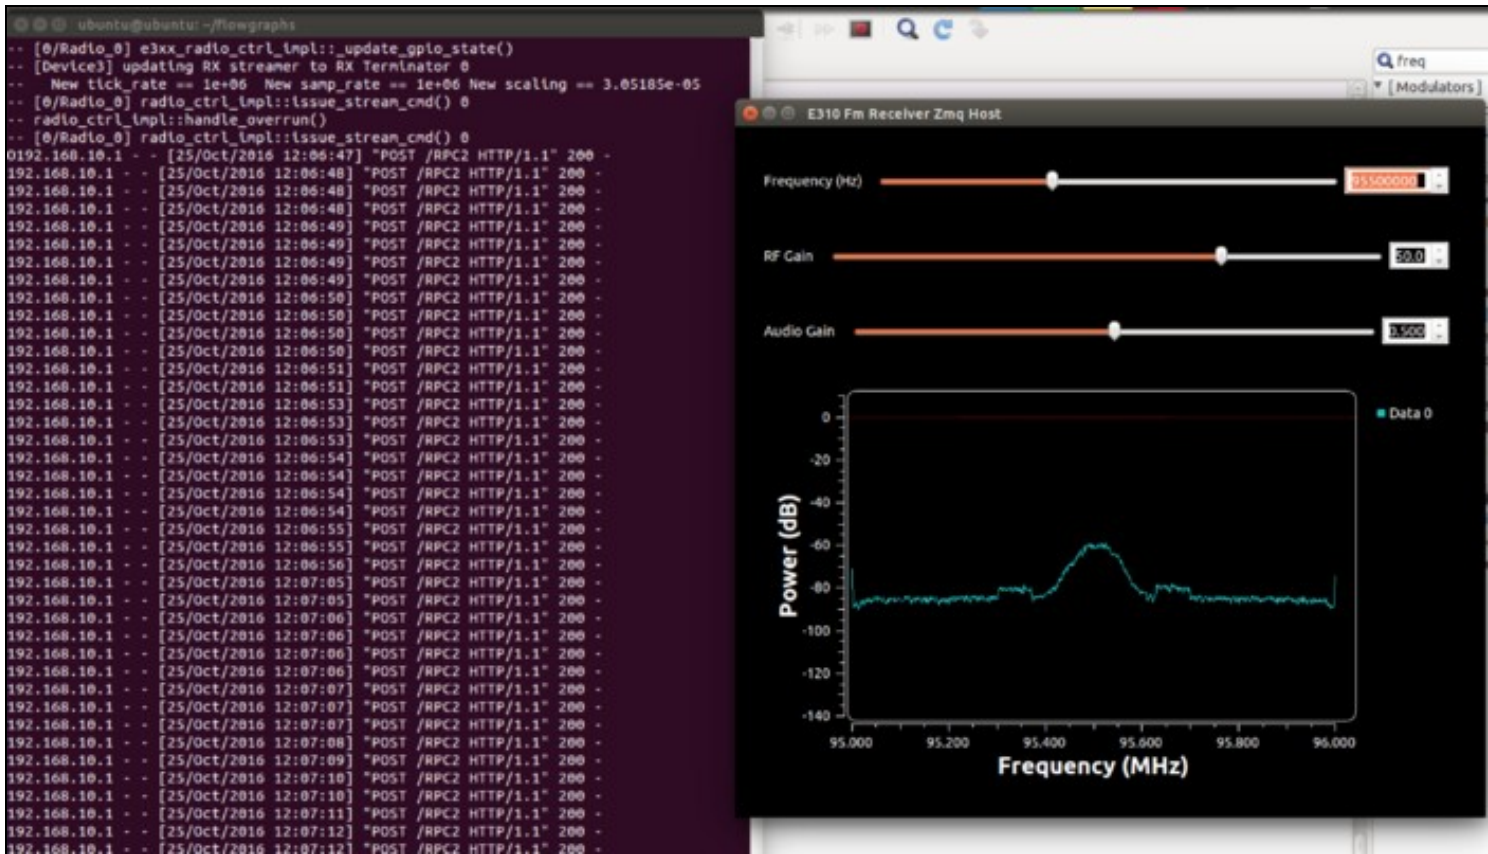 ubuntu@ubuntu: ~/flowgraphs
-- [0/Radio_0] e3xx_radio_ctrl_impl::_update_gpio_state()
-- [Device3] updating RX streamer to RX Terminator 0
--   New tick_rate == 1e+06  New samp_rate == 1e+06 New scaling == 3.05185e-05
-- [0/Radio_0] radio_ctrl_impl::issue_stream_cmd() 0
-- radio_ctrl_impl::handle_overrun()
-- [0/Radio_0] radio_ctrl_impl::issue_stream_cmd() 0
O192.168.10.1 - - [25/Oct/2016 12:06:47] "POST /RPC2 HTTP/1.1" 200 -
192.168.10.1 - - [25/Oct/2016 12:06:48] "POST /RPC2 HTTP/1.1" 200 -
192.168.10.1 - - [25/Oct/2016 12:06:48] "POST /RPC2 HTTP/1.1" 200 -
192.168.10.1 - - [25/Oct/2016 12:06:48] "POST /RPC2 HTTP/1.1" 200 -
192.168.10.1 - - [25/Oct/2016 12:06:49] "POST /RPC2 HTTP/1.1" 200 -
192.168.10.1 - - [25/Oct/2016 12:06:49] "POST /RPC2 HTTP/1.1" 200 -
192.168.10.1 - - [25/Oct/2016 12:06:49] "POST /RPC2 HTTP/1.1" 200 -
192.168.10.1 - - [25/Oct/2016 12:06:49] "POST /RPC2 HTTP/1.1" 200 -
192.168.10.1 - - [25/Oct/2016 12:06:50] "POST /RPC2 HTTP/1.1" 200 -
192.168.10.1 - - [25/Oct/2016 12:06:50] "POST /RPC2 HTTP/1.1" 200 -
192.168.10.1 - - [25/Oct/2016 12:06:50] "POST /RPC2 HTTP/1.1" 200 -
192.168.10.1 - - [25/Oct/2016 12:06:50] "POST /RPC2 HTTP/1.1" 200 -
192.168.10.1 - - [25/Oct/2016 12:06:51] "POST /RPC2 HTTP/1.1" 200 -
192.168.10.1 - - [25/Oct/2016 12:06:51] "POST /RPC2 HTTP/1.1" 200 -
192.168.10.1 - - [25/Oct/2016 12:06:53] "POST /RPC2 HTTP/1.1" 200 -
192.168.10.1 - - [25/Oct/2016 12:06:53] "POST /RPC2 HTTP/1.1" 200 -
192.168.10.1 - - [25/Oct/2016 12:06:53] "POST /RPC2 HTTP/1.1" 200 -
192.168.10.1 - - [25/Oct/2016 12:06:54] "POST /RPC2 HTTP/1.1" 200 -
192.168.10.1 - - [25/Oct/2016 12:06:54] "POST /RPC2 HTTP/1.1" 200 -
192.168.10.1 - - [25/Oct/2016 12:06:54] "POST /RPC2 HTTP/1.1" 200 -
192.168.10.1 - - [25/Oct/2016 12:06:54] "POST /RPC2 HTTP/1.1" 200 -
192.168.10.1 - - [25/Oct/2016 12:06:55] "POST /RPC2 HTTP/1.1" 200 -
192.168.10.1 - - [25/Oct/2016 12:06:55] "POST /RPC2 HTTP/1.1" 200 -
192.168.10.1 - - [25/Oct/2016 12:06:56] "POST /RPC2 HTTP/1.1" 200 -
192.168.10.1 - - [25/Oct/2016 12:07:05] "POST /RPC2 HTTP/1.1" 200 -
192.168.10.1 - - [25/Oct/2016 12:07:05] "POST /RPC2 HTTP/1.1" 200 -
192.168.10.1 - - [25/Oct/2016 12:07:06] "POST /RPC2 HTTP/1.1" 200 -
192.168.10.1 - - [25/Oct/2016 12:07:06] "POST /RPC2 HTTP/1.1" 200 -
192.168.10.1 - - [25/Oct/2016 12:07:06] "POST /RPC2 HTTP/1.1" 200 -
192.168.10.1 - - [25/Oct/2016 12:07:06] "POST /RPC2 HTTP/1.1" 200 -
192.168.10.1 - - [25/Oct/2016 12:07:07] "POST /RPC2 HTTP/1.1" 200 -
192.168.10.1 - - [25/Oct/2016 12:07:07] "POST /RPC2 HTTP/1.1" 200 -
192.168.10.1 - - [25/Oct/2016 12:07:07] "POST /RPC2 HTTP/1.1" 200 -
192.168.10.1 - - [25/Oct/2016 12:07:08] "POST /RPC2 HTTP/1.1" 200 -
192.168.10.1 - - [25/Oct/2016 12:07:09] "POST /RPC2 HTTP/1.1" 200 -
192.168.10.1 - - [25/Oct/2016 12:07:10] "POST /RPC2 HTTP/1.1" 200 -
192.168.10.1 - - [25/Oct/2016 12:07:10] "POST /RPC2 HTTP/1.1" 200 -
192.168.10.1 - - [25/Oct/2016 12:07:11] "POST /RPC2 HTTP/1.1" 200 -
192.168.10.1 - - [25/Oct/2016 12:07:12] "POST /RPC2 HTTP/1.1" 200 -
192.168.10.1 - - [25/Oct/2016 12:07:12] "POST /RPC2 HTTP/1.1" 200 -
freq
[Modulators]
E310 Fm Receiver Zmq Host
Frequency (Hz) 95500000
RF Gain 50.0
Audio Gain 0.500
Data 0
Power (dB)
0
-20
-40
-60
-80
-100
-120
-140
95.000 95.200 95.400 95.600 95.800 96.000
Frequency (MHz)